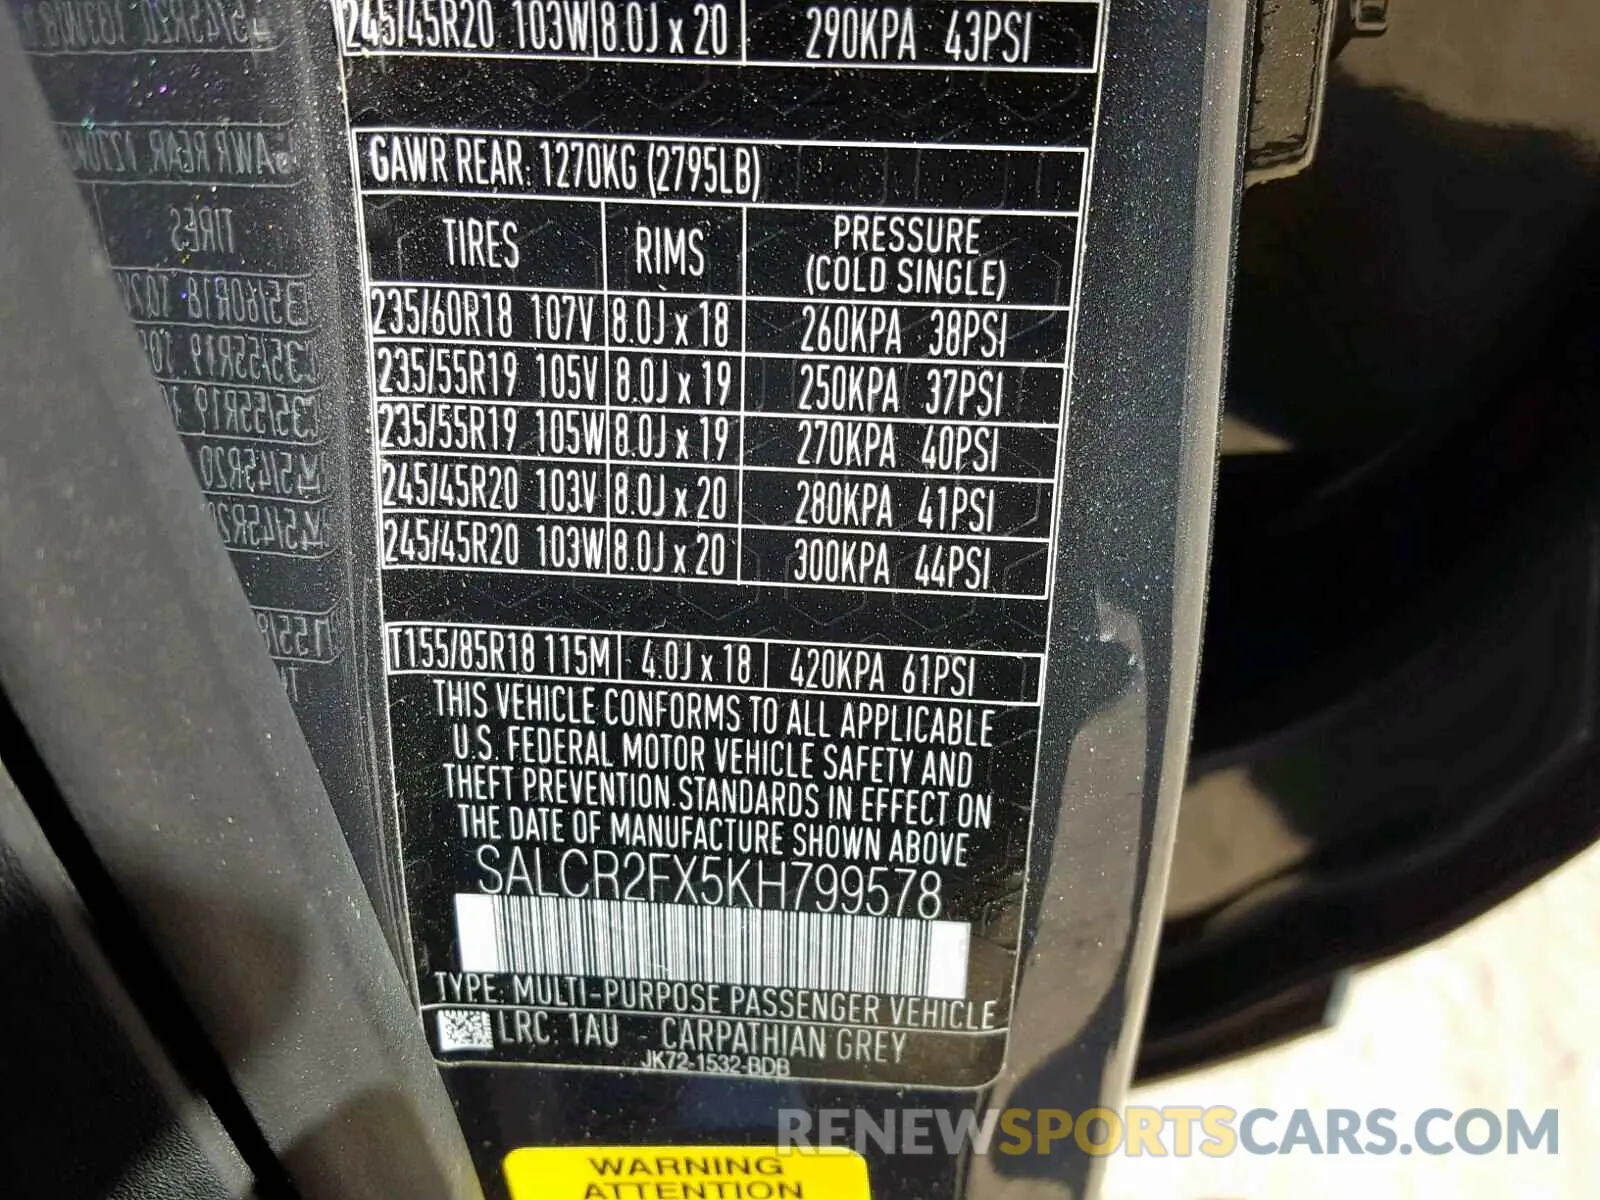 245/45R20 103W 8.0J x 20 290KPA 43PSI
GAWR REAR: 1270KG (2795LB)
TIRES RIMS PRESSURE (COLD SINGLE)
235/60R18 107V 8.0J x 18 260KPA 38PSI
235/55R19 105V 8.0J x 19 250KPA 37PSI
235/55R19 105W 8.0J x 19 270KPA 40PSI
245/45R20 103V 8.0J x 20 280KPA 41PSI
245/45R20 103W 8.0J x 20 300KPA 44PSI
T155/85R18 115M 4.0J x 18 420KPA 61PSI
THIS VEHICLE CONFORMS TO ALL APPLICABLE
U.S. FEDERAL MOTOR VEHICLE SAFETY AND
THEFT PREVENTION STANDARDS IN EFFECT ON
THE DATE OF MANUFACTURE SHOWN ABOVE
SALCR2FX5KH799578
TYPE: MULTI-PURPOSE PASSENGER VEHICLE
LRC: 1AU - CARPATHIAN GREY
JK72-1532-BDB
RENEWSPORTSCARS.COM
WARNING
ATTENTION